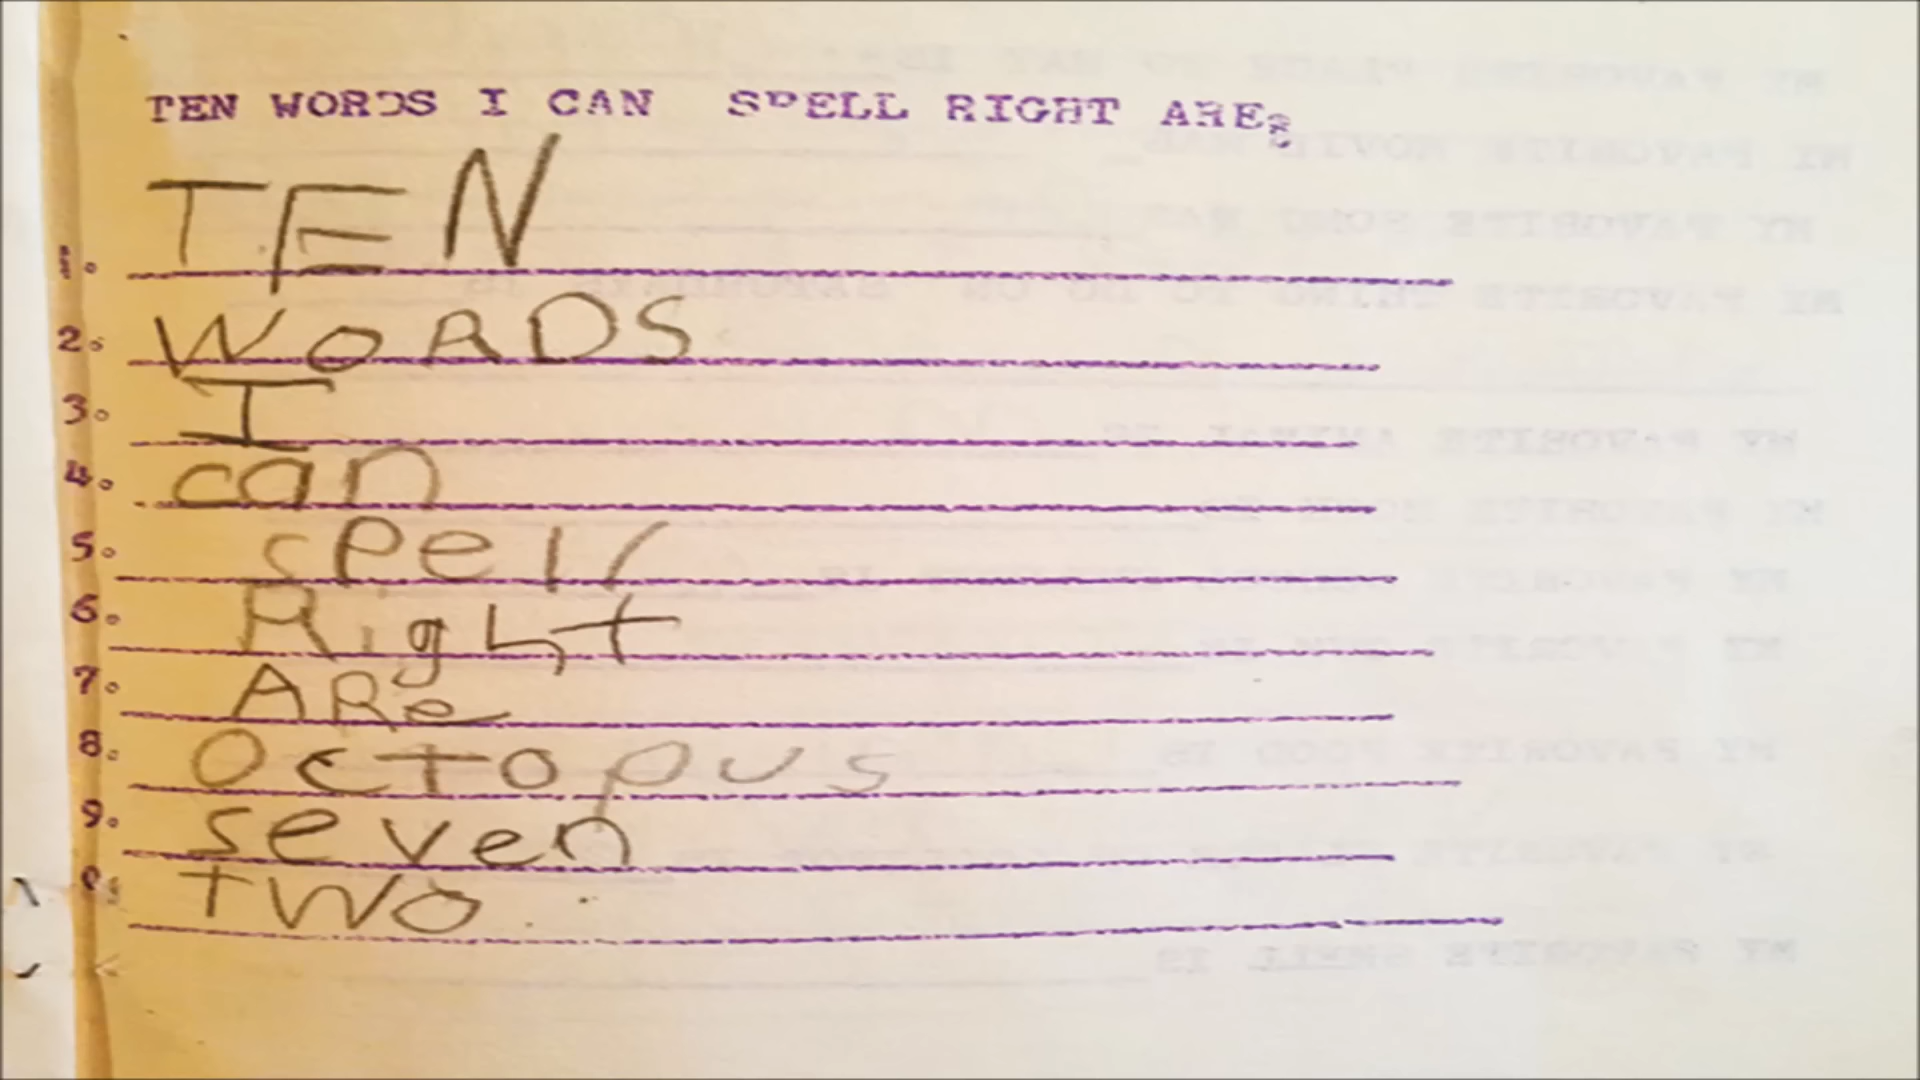 TEN WORDS I CAN SPELL RIGHT ARE:
1. TEN
2. WORDS
3. I
4. can
5. spell
6. Right
7. ARe
8. Octopus
9. seven
TWO